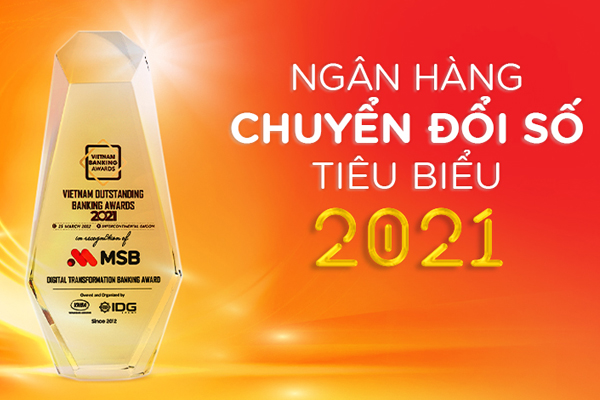 VIETNAM
BANKING
AWARDS
VIETNAM OUTSTANDING
BANKING AWARDS
2021
25 MARCH 2022 INTERCONTINENTAL SAIGON
in recognition of
MSB
DIGITAL TRANSFORMATION BANKING AWARD
Owned and Organized by
VNBA IDG
Since 2012
NGÂN HÀNG
CHUYỂN ĐỔI SỐ
TIÊU BIỂU
2021